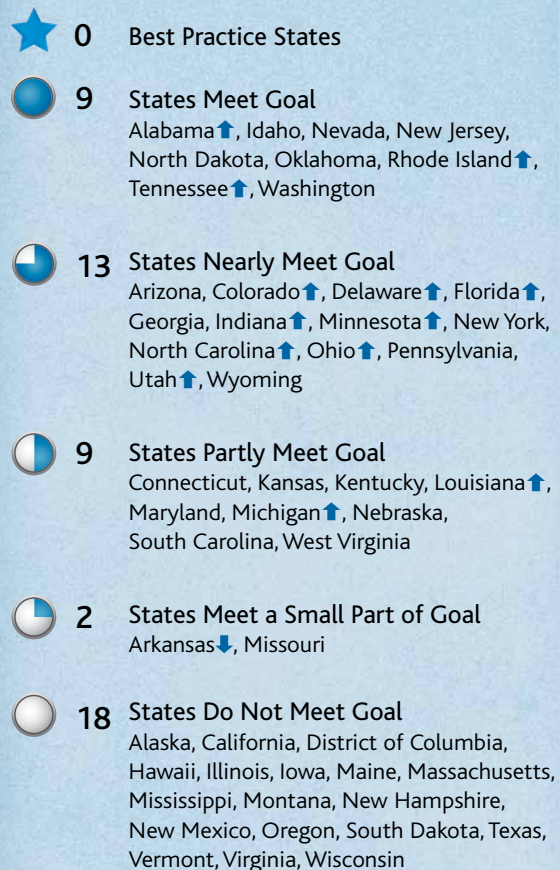 0 Best Practice States
9 States Meet Goal
Alabama⬆, Idaho, Nevada, New Jersey,
North Dakota, Oklahoma, Rhode Island⬆,
Tennessee⬆, Washington
13 States Nearly Meet Goal
Arizona, Colorado⬆, Delaware⬆, Florida⬆,
Georgia, Indiana⬆, Minnesota⬆, New York,
North Carolina⬆, Ohio⬆, Pennsylvania,
Utah⬆, Wyoming
9 States Partly Meet Goal
Connecticut, Kansas, Kentucky, Louisiana⬆,
Maryland, Michigan⬆, Nebraska,
South Carolina, West Virginia
2 States Meet a Small Part of Goal
Arkansas⬇, Missouri
18 States Do Not Meet Goal
Alaska, California, District of Columbia,
Hawaii, Illinois, Iowa, Maine, Massachusetts,
Mississippi, Montana, New Hampshire,
New Mexico, Oregon, South Dakota, Texas,
Vermont, Virginia, Wisconsin